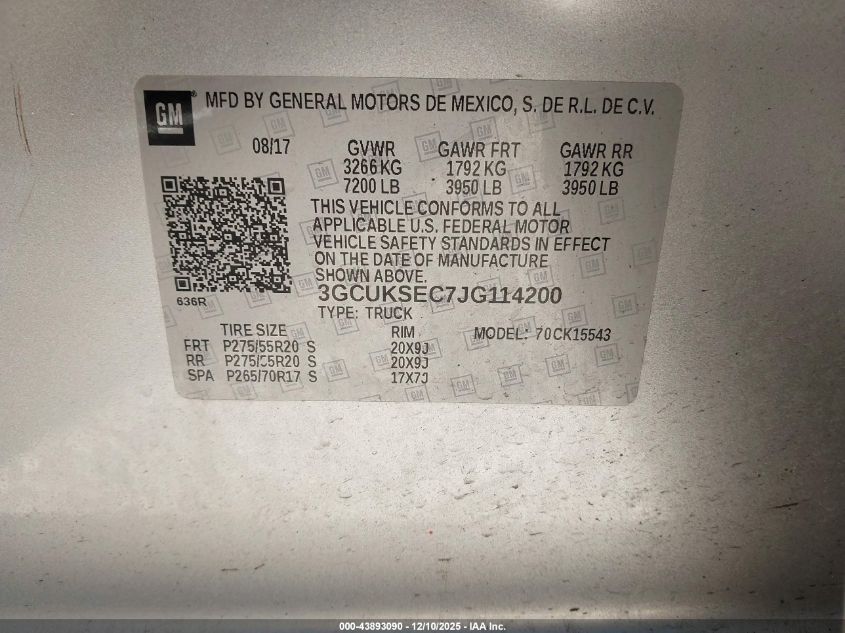 GM
MFD BY GENERAL MOTORS DE MEXICO, S. DE R.L. DE C.V.
08/17 GVWR GAWR FRT GAWR RR
3266 KG 1792 KG 1792 KG
7200 LB 3950 LB 3950 LB
THIS VEHICLE CONFORMS TO ALL
APPLICABLE U.S. FEDERAL MOTOR
VEHICLE SAFETY STANDARDS IN EFFECT
ON THE DATE OF MANUFACTURE
SHOWN ABOVE.
3GCUKSEC7JG114200
636R
TYPE: TRUCK
TIRE SIZE RIM MODEL: 70CK15543
FRT P275/55R20 S 20X9J
RR P275/55R20 S 20X9J
SPA P265/70R17 S 17X7J
000-43893090 - 12/10/2025 - IAA Inc.